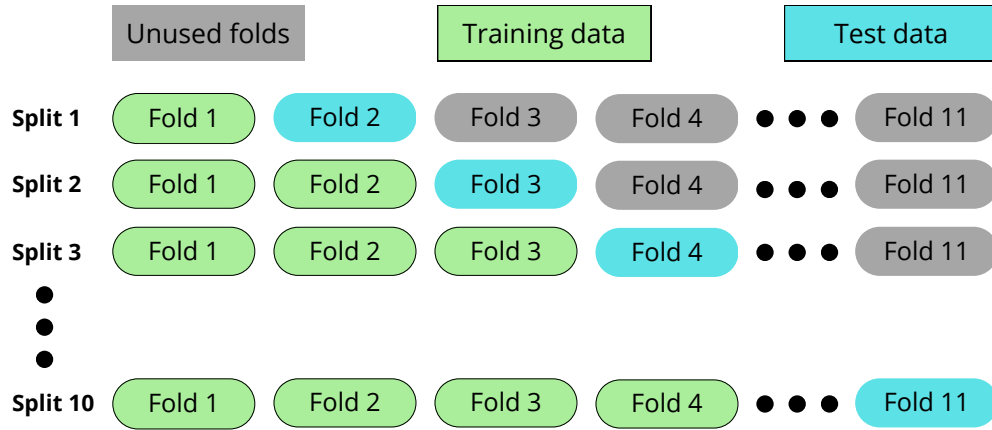 Unused folds Training data Test data
Split 1 Fold 1 Fold 2 Fold 3 Fold 4 Fold 11
Split 2 Fold 1 Fold 2 Fold 3 Fold 4 Fold 11
Split 3 Fold 1 Fold 2 Fold 3 Fold 4 Fold 11
Split 10 Fold 1 Fold 2 Fold 3 Fold 4 Fold 11